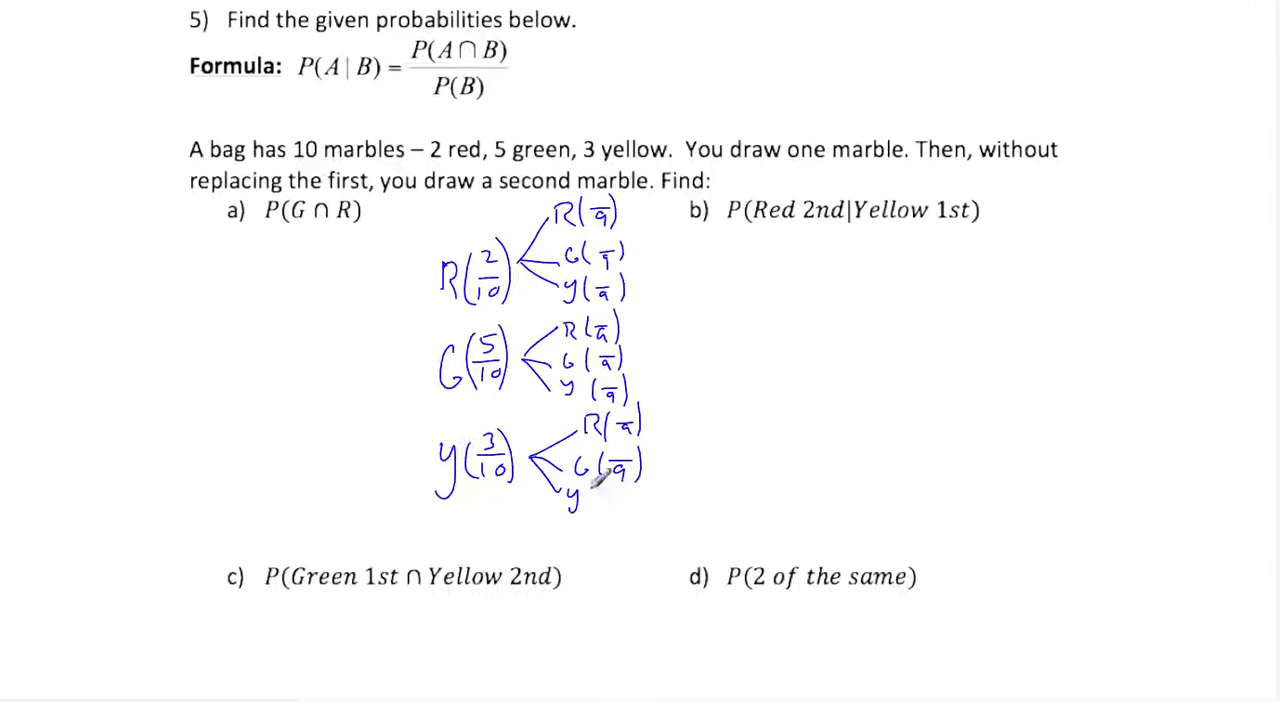 5) Find the given probabilities below.
Formula: P(A | B) = P(A ∩ B) / P(B)
A bag has 10 marbles – 2 red, 5 green, 3 yellow. You draw one marble. Then, without
replacing the first, you draw a second marble. Find:
a) P(G ∩ R)
b) P(Red 2nd|Yellow 1st)
R(2/10)
R( /9)
G( /9)
y( /9)
G(5/10)
R( /9)
G( /9)
y( /9)
y(3/10)
R( /9)
G( /9)
y
c) P(Green 1st ∩ Yellow 2nd)
d) P(2 of the same)